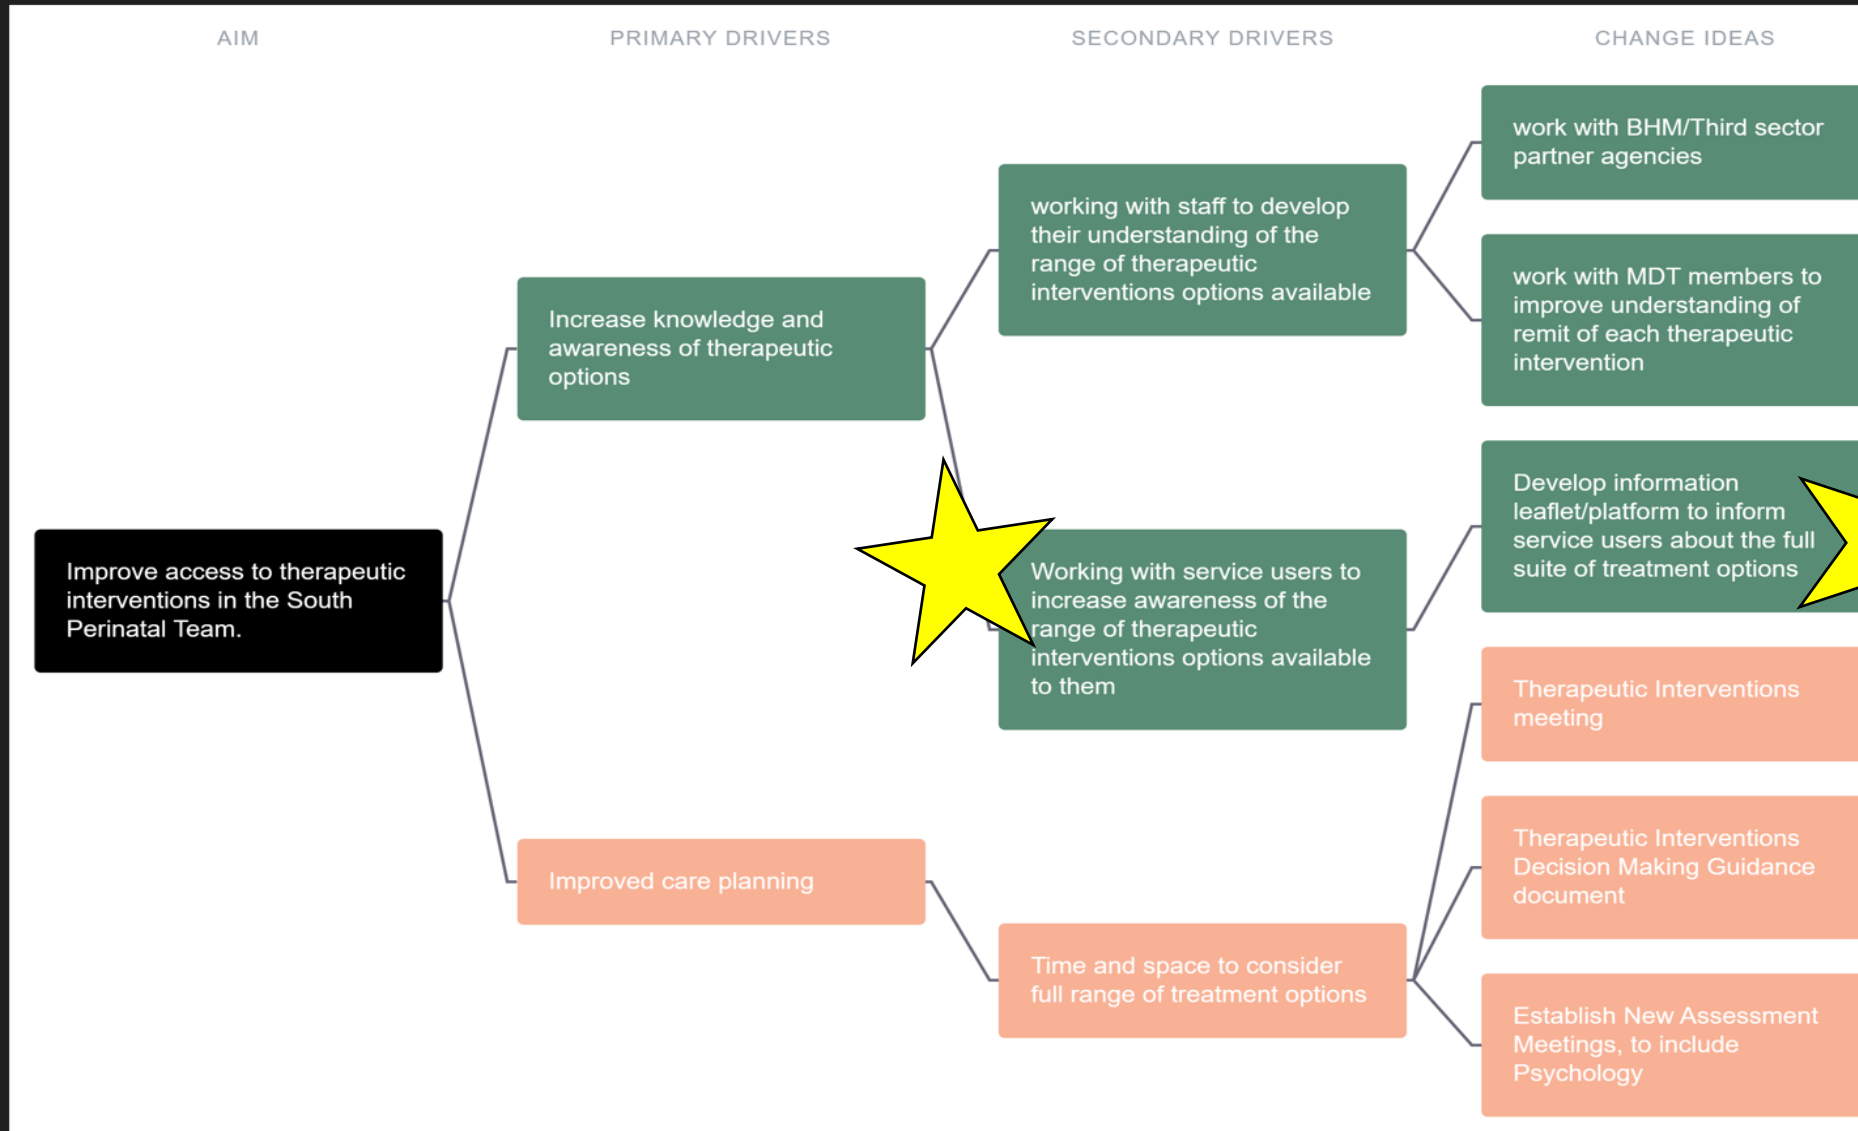 AIM
PRIMARY DRIVERS
SECONDARY DRIVERS
CHANGE IDEAS
Improve access to therapeutic
interventions in the South
Perinatal Team.
Increase knowledge and
awareness of therapeutic
options
working with staff to develop
their understanding of the
range of therapeutic
interventions options available
work with BHM/Third sector
partner agencies
work with MDT members to
improve understanding of
remit of each therapeutic
intervention
Working with service users to
increase awareness of the
range of therapeutic
interventions options available
to them
Develop information
leaflet/platform to inform
service users about the full
suite of treatment options
Improved care planning
Time and space to consider
full range of treatment options
Therapeutic Interventions
meeting
Therapeutic Interventions
Decision Making Guidance
document
Establish New Assessment
Meetings, to include
Psychology